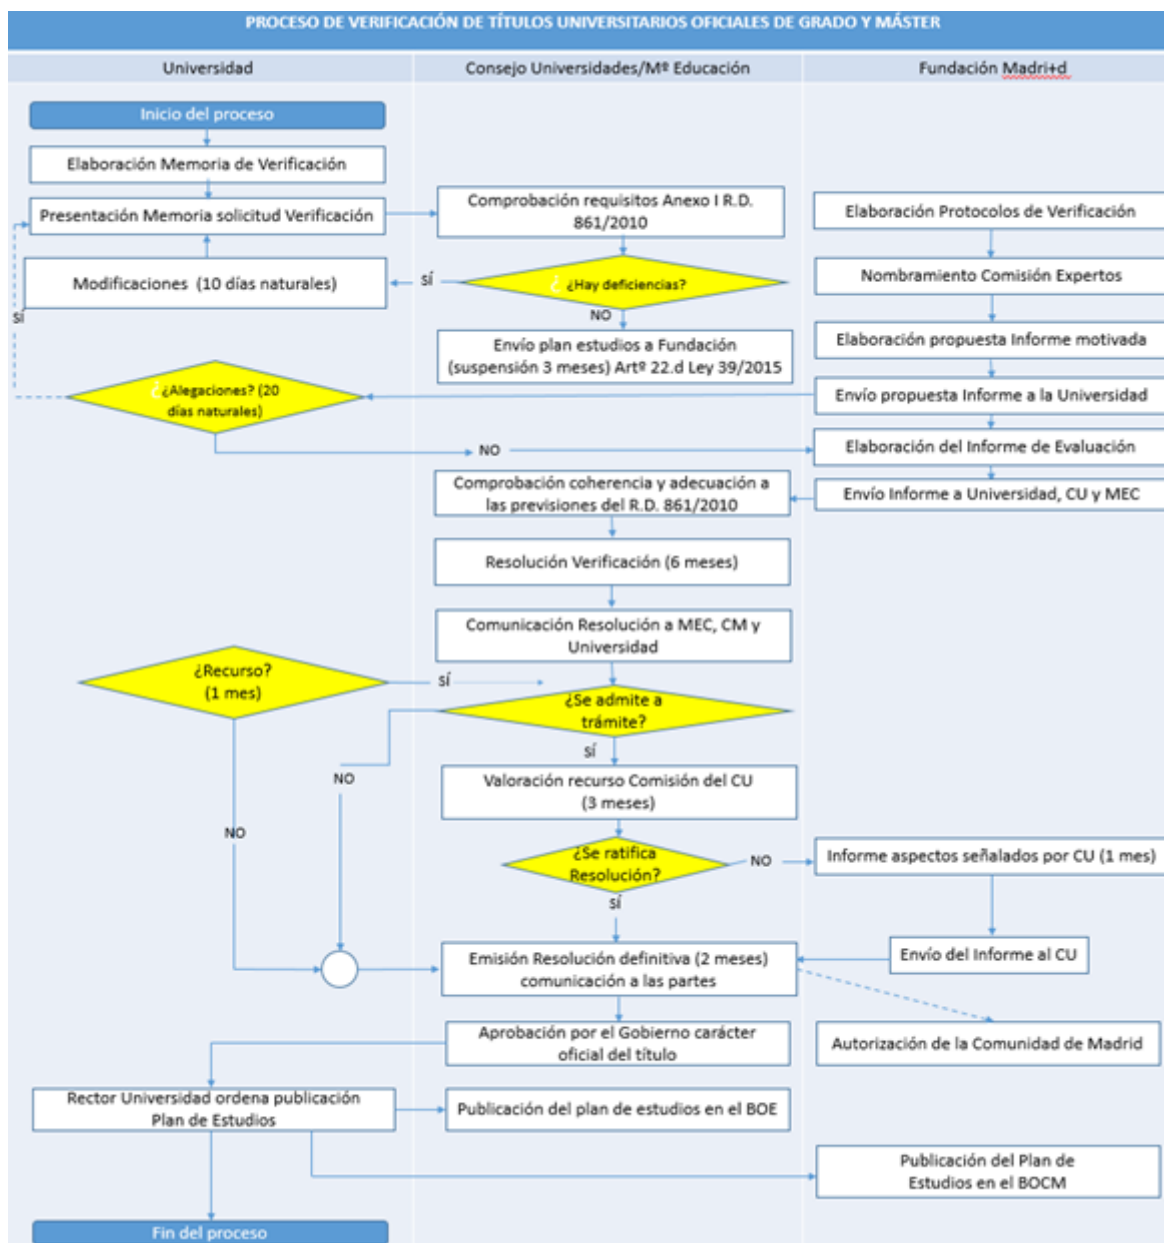 PROCESO DE VERIFICACIÓN DE TÍTULOS UNIVERSITARIOS OFICIALES DE GRADO Y MÁSTER
Universidad
Consejo Universidades/Mº Educación
Fundación Madri+d
Inicio del proceso
Elaboración Memoria de Verificación
Presentación Memoria solicitud Verificación
Comprobación requisitos Anexo I R.D.
861/2010
Elaboración Protocolos de Verificación
Modificaciones (10 días naturales)
SÍ
¿ ¿Hay deficiencias?
Nombramiento Comisión Expertos
SÍ
NO
Envío plan estudios a Fundación
(suspensión 3 meses) Artº 22.d Ley 39/2015
Elaboración propuesta Informe motivada
¿¿Alegaciones? (20
días naturales)
Envío propuesta Informe a la Universidad
NO
Elaboración del Informe de Evaluación
Comprobación coherencia y adecuación a
las previsiones del R.D. 861/2010
Envío Informe a Universidad, CU y MEC
Resolución Verificación (6 meses)
Comunicación Resolución a MEC, CM y
Universidad
¿Recurso?
(1 mes)
SÍ
¿Se admite a
trámite?
SÍ
NO
Valoración recurso Comisión del CU
(3 meses)
NO
¿Se ratifica
Resolución?
NO
Informe aspectos señalados por CU (1 mes)
SÍ
Emisión Resolución definitiva (2 meses)
comunicación a las partes
Envío del Informe al CU
Aprobación por el Gobierno carácter
oficial del título
Autorización de la Comunidad de Madrid
Rector Universidad ordena publicación
Plan de Estudios
Publicación del plan de estudios en el BOE
Publicación del Plan de
Estudios en el BOCM
Fin del proceso